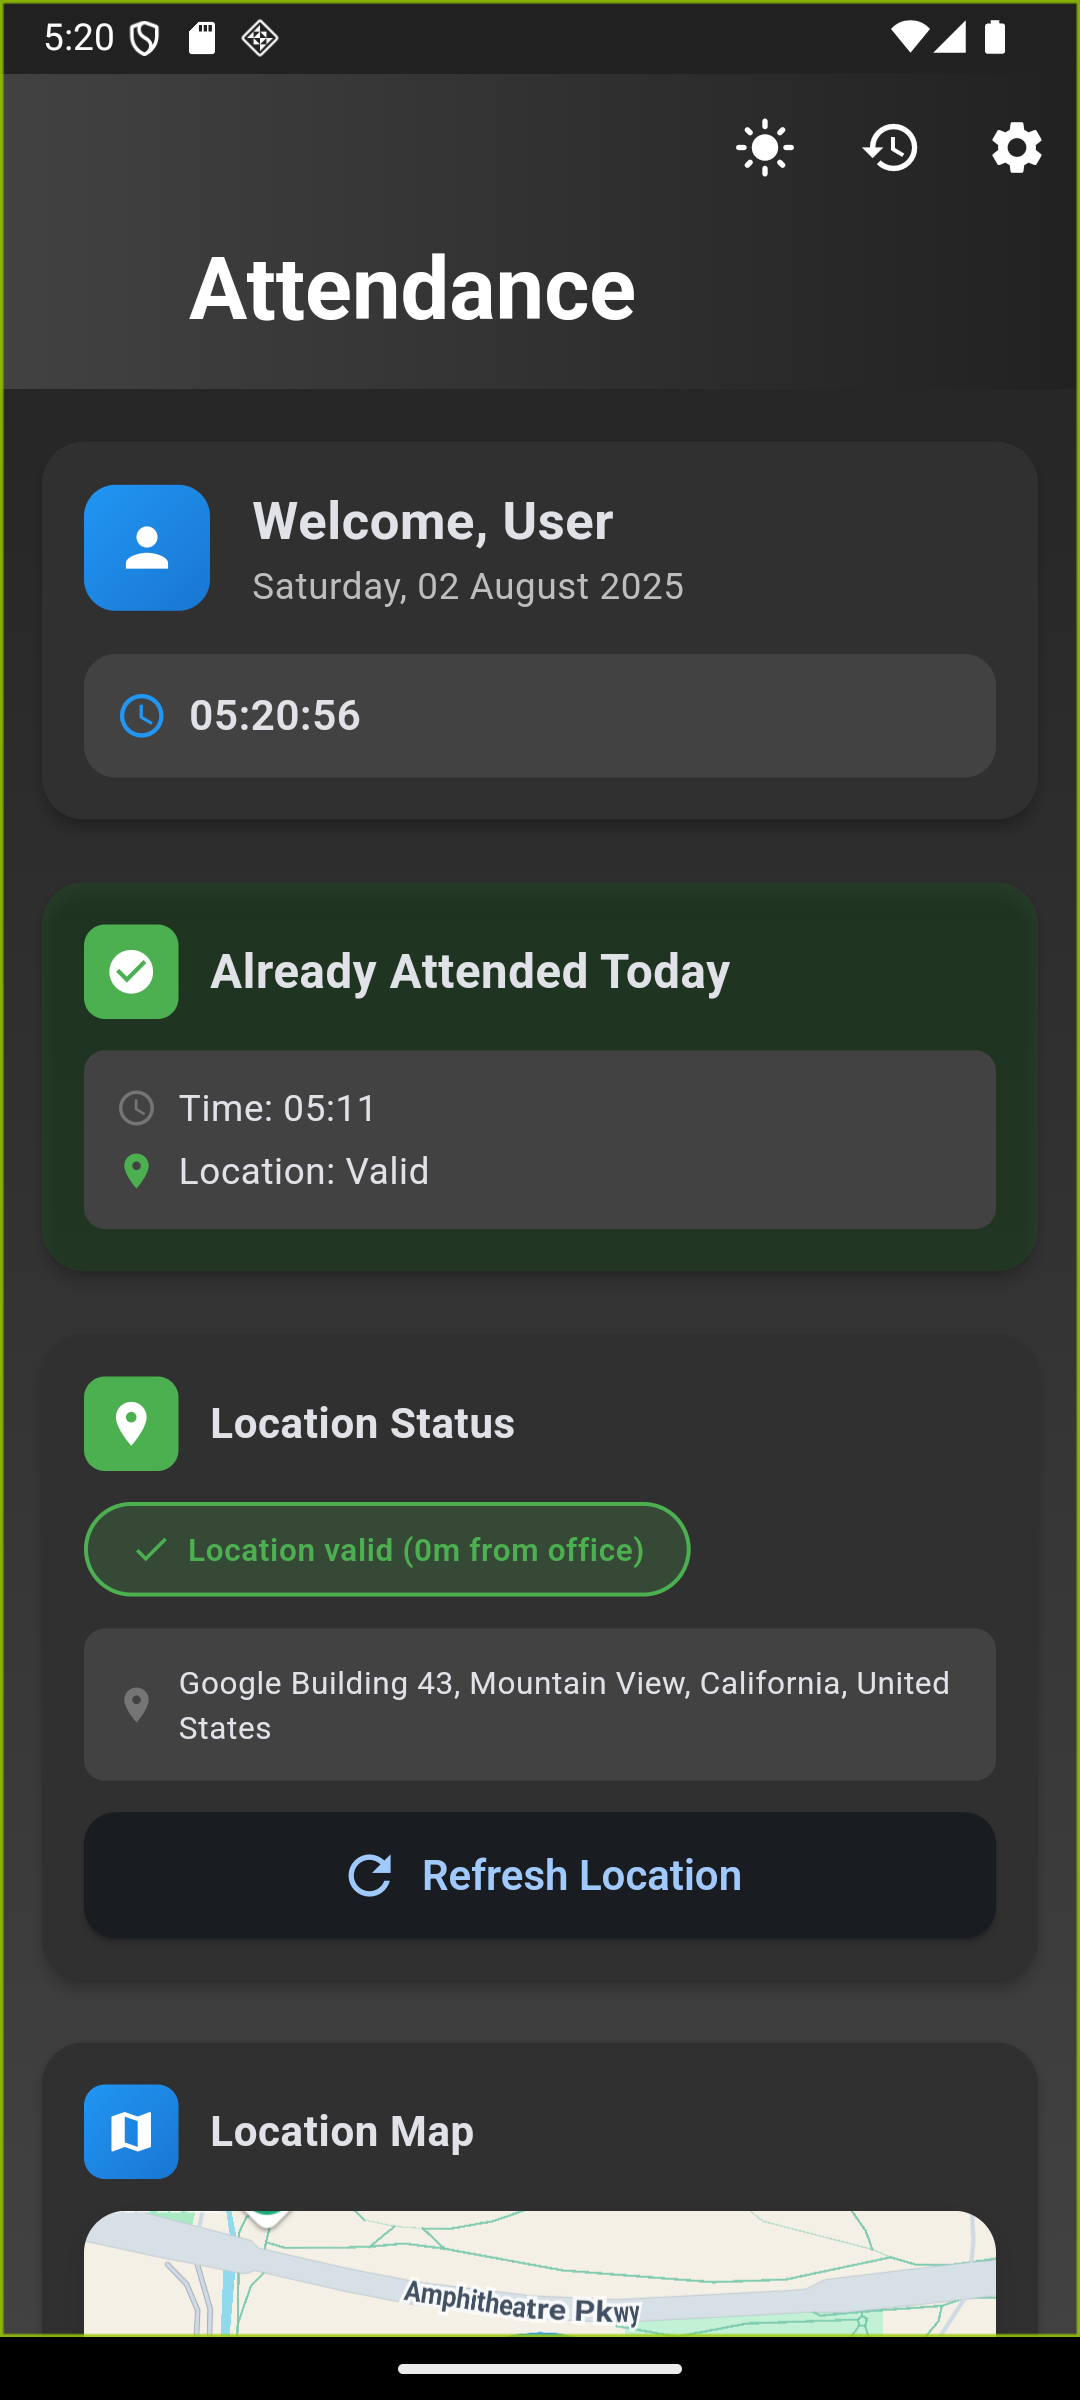 5:20
Attendance
Welcome, User
Saturday, 02 August 2025
05:20:56
Already Attended Today
Time: 05:11
Location: Valid
Location Status
Location valid (0m from office)
Google Building 43, Mountain View, California, United
States
Refresh Location
Location Map
Amphitheatre Pkwy